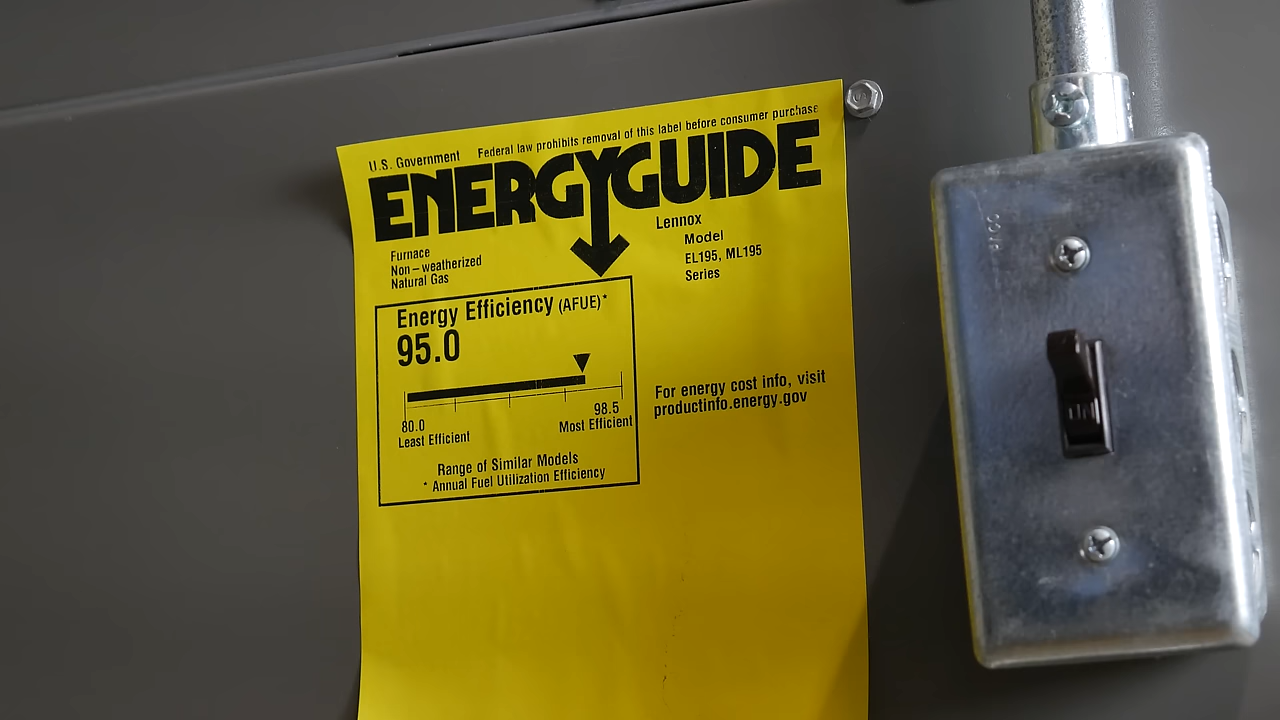 U.S. Government Federal law prohibits removal of this label before consumer purchase
ENERGYGUIDE
Furnace
Non-weatherized
Natural Gas
Lennox
Model
EL195, ML195
Series
Energy Efficiency (AFUE)*
95.0
80.0
Least Efficient
98.5
Most Efficient
Range of Similar Models
* Annual Fuel Utilization Efficiency
For energy cost info, visit
productinfo.energy.gov